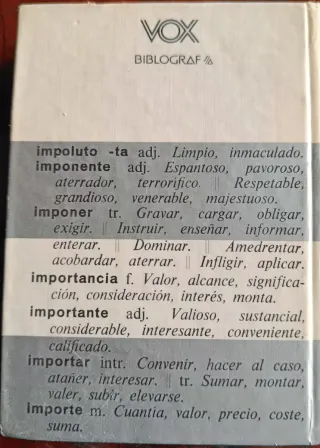 VOX
BIBLOGRAF
impoluto -ta adj. Limpio, inmaculado.
imponente adj. Espantoso, pavoroso,
aterrador, terrorífico. || Respetable,
grandioso, venerable, majestuoso.
imponer tr. Gravar, cargar, obligar,
exigir. || Instruir, enseñar, informar,
enterar. || Dominar. || Amedrentar,
acobardar, aterrar. || Infligir, aplicar.
importancia f. Valor, alcance, significa-
ción, consideración, interés, monta.
importante adj. Valioso, sustancial,
considerable, interesante, conveniente,
calificado.
importar intr. Convenir, hacer al caso,
atañer, interesar. || tr. Sumar, montar,
valer, subir, elevarse.
importe m. Cuantía, valor, precio, coste,
suma.